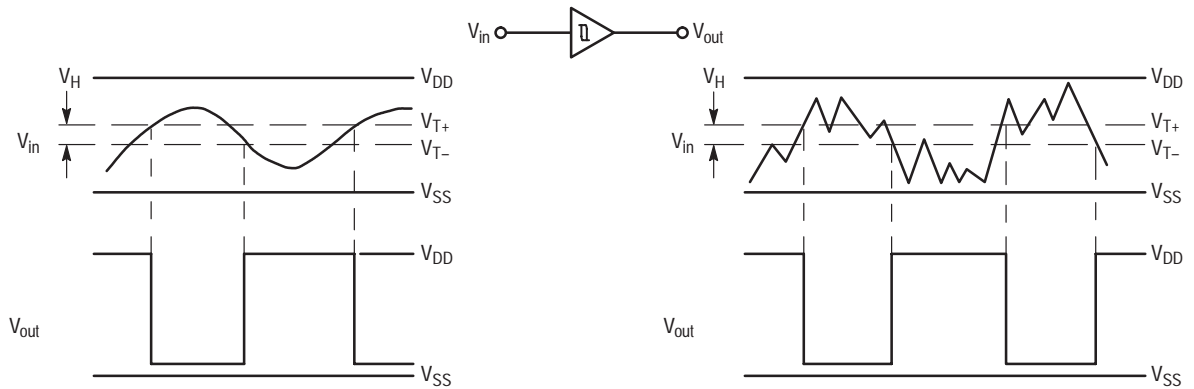 Vin Vout
VH VDD VH VDD
VT+ VT+
Vin VT− Vin VT−
VSS VSS
VDD VDD
Vout Vout
VSS VSS